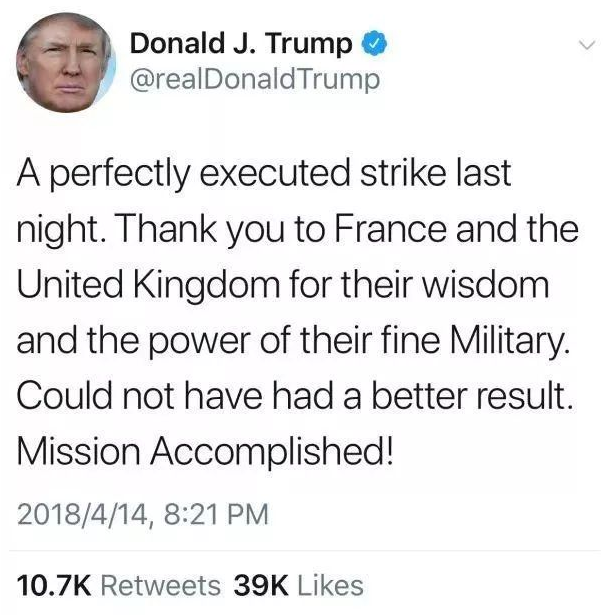 Donald J. Trump
@realDonaldTrump
A perfectly executed strike last
night. Thank you to France and the
United Kingdom for their wisdom
and the power of their fine Military.
Could not have had a better result.
Mission Accomplished!
2018/4/14, 8:21 PM
10.7K Retweets 39K Likes